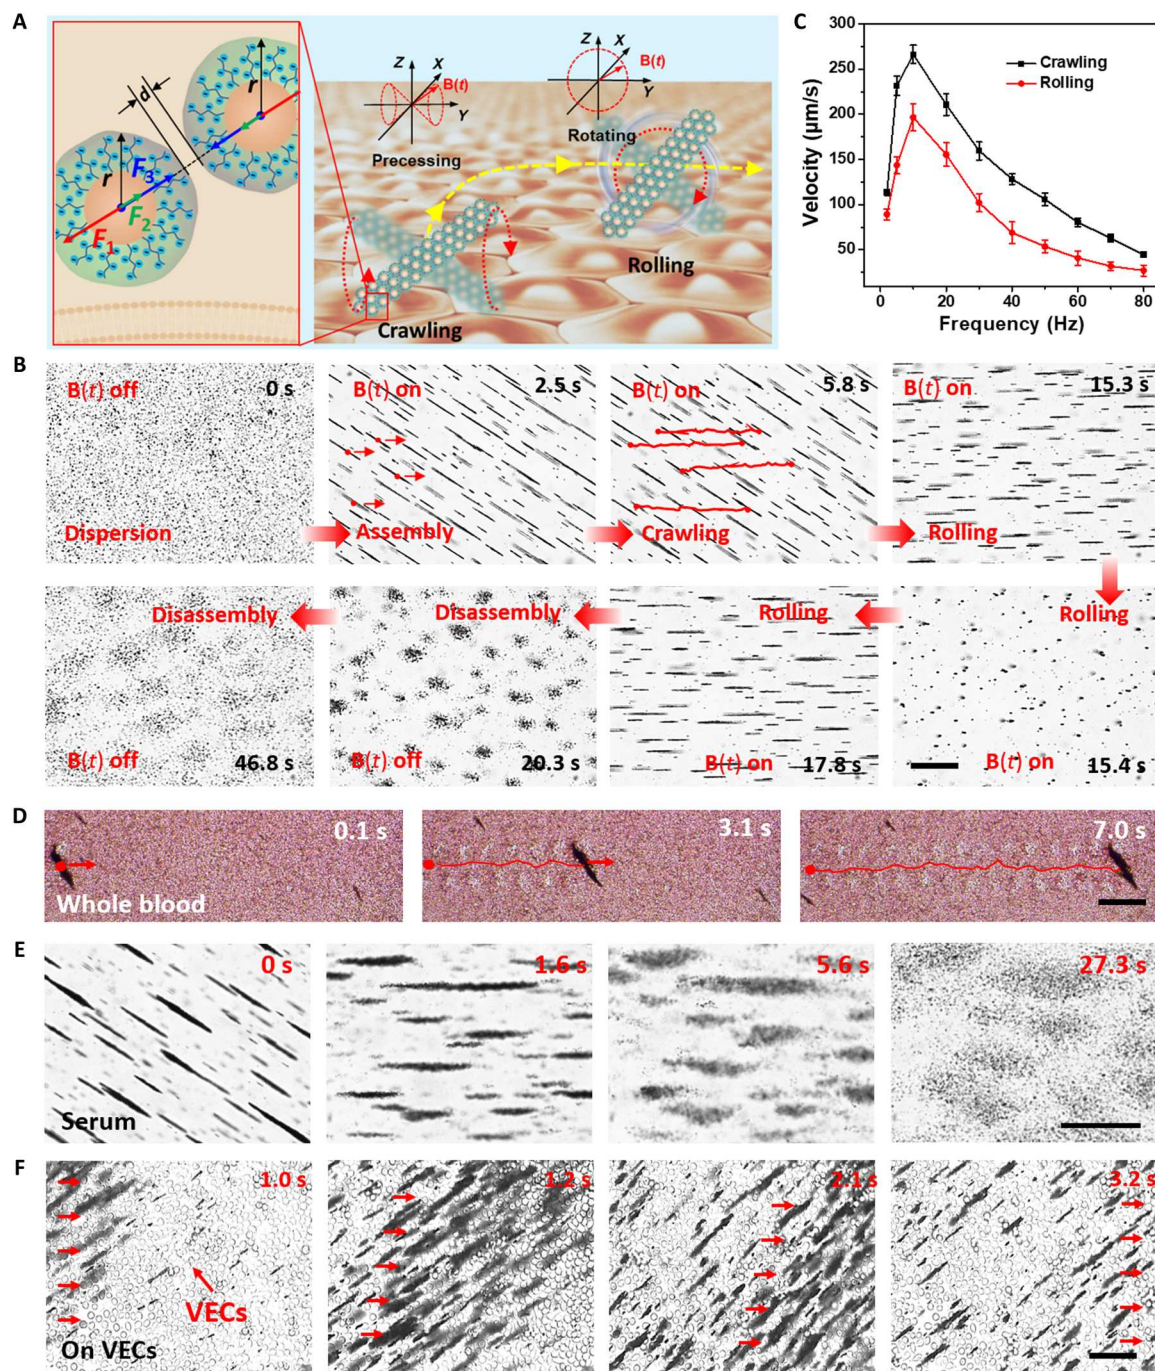 A
d
r
r
F3
F2
F1
Z
X
B(t)
Y
Precessing
Z
X
B(t)
Y
Rotating
Crawling
Rolling
C
Velocity (μm/s)
300
250
200
150
100
50
Crawling
Rolling
0
20
40
60
80
Frequency (Hz)
B
B(t) off
0 s
Dispersion
B(t) on
2.5 s
Assembly
B(t) on
5.8 s
Crawling
B(t) on
15.3 s
Rolling
Disassembly
B(t) off
46.8 s
Disassembly
B(t) off
20.3 s
Rolling
B(t) on
17.8 s
Rolling
B(t) on
15.4 s
D
0.1 s
Whole blood
3.1 s
7.0 s
E
0 s
Serum
1.6 s
5.6 s
27.3 s
F
1.0 s
VECs
On VECs
1.2 s
2.1 s
3.2 s